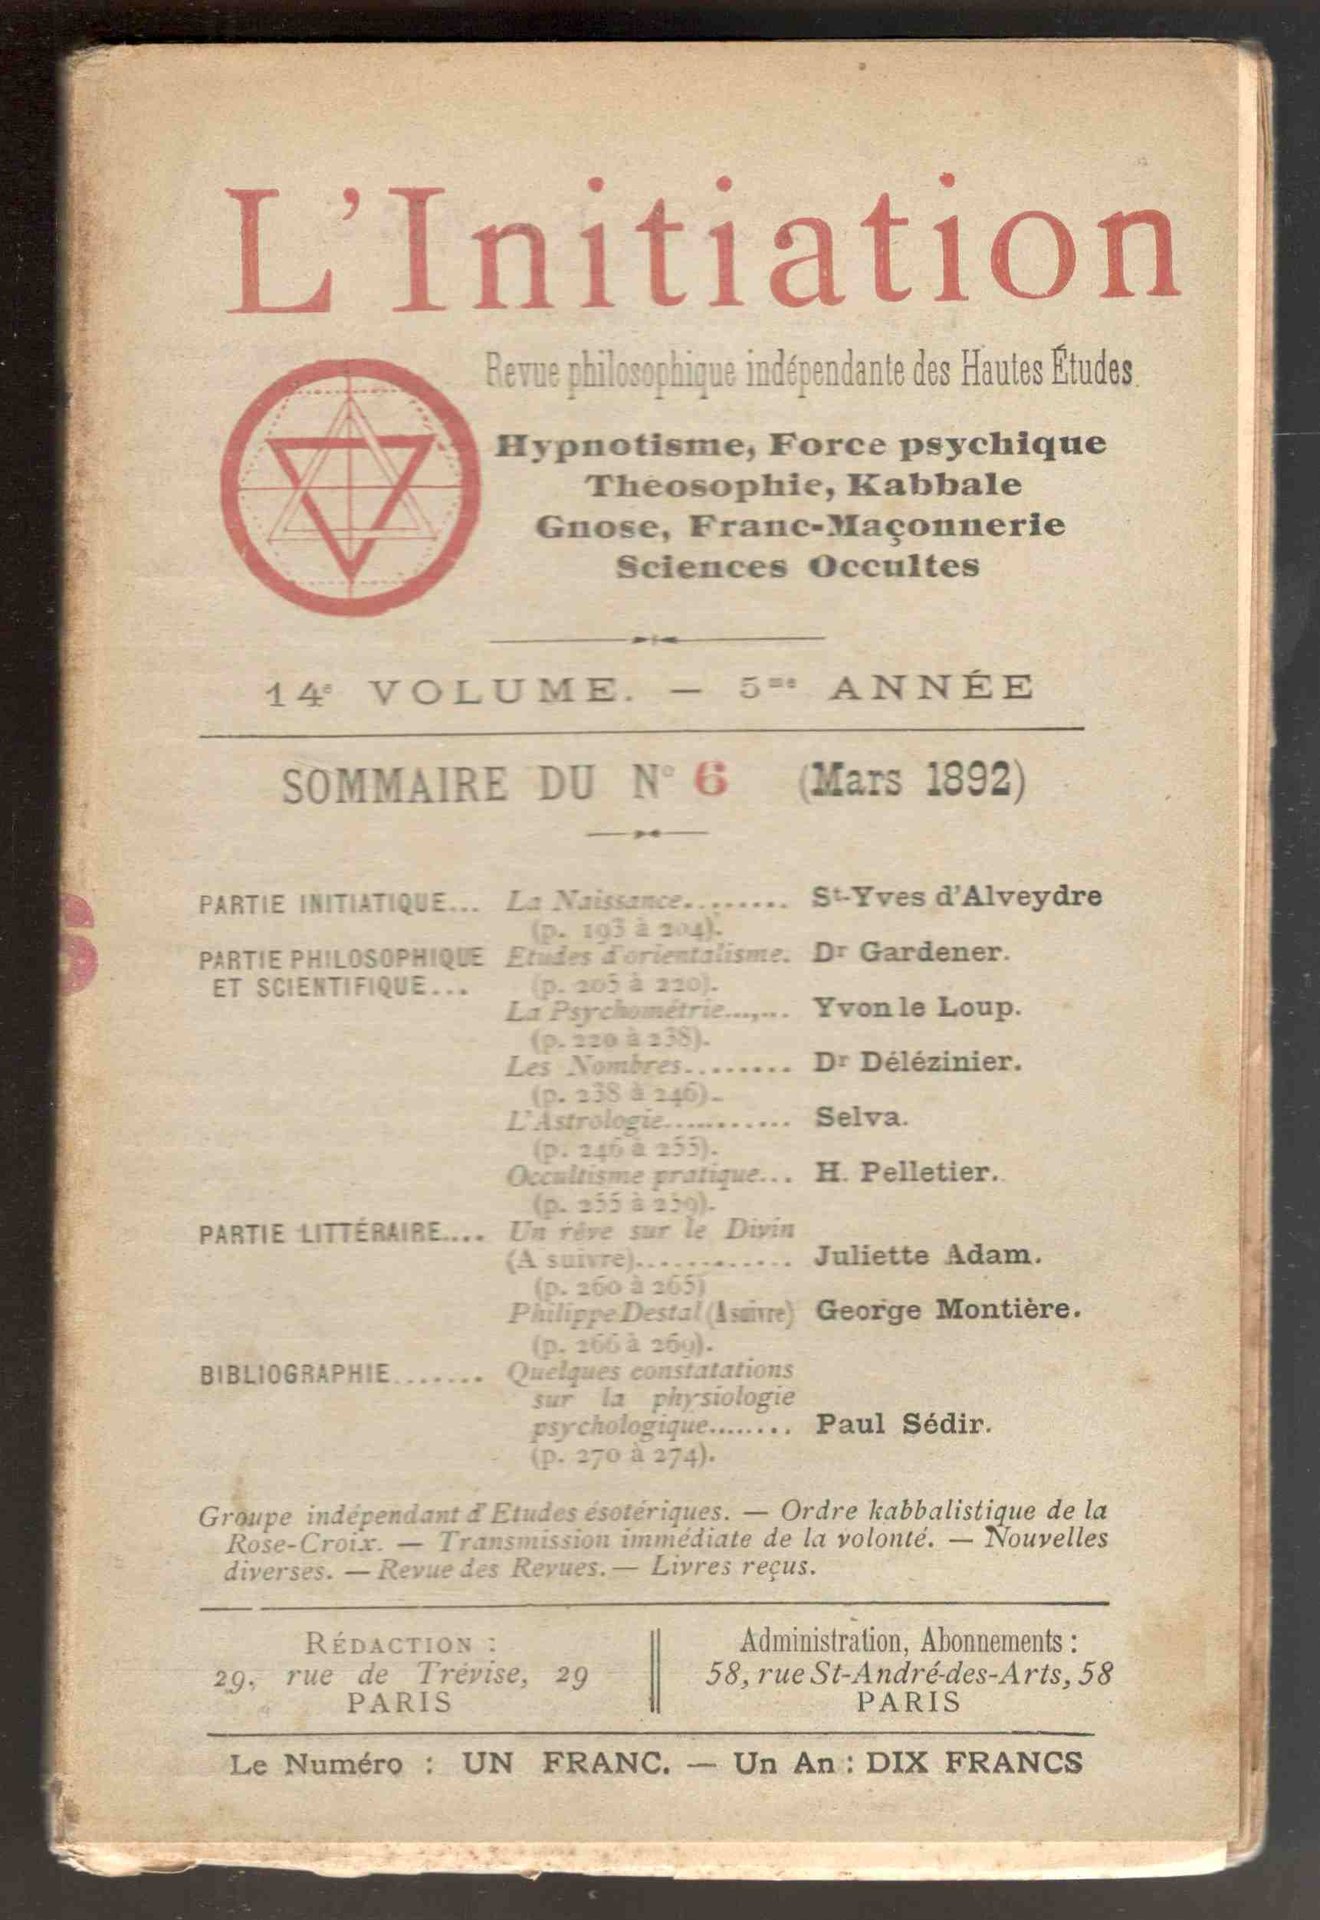 L'Initiation
Revue philosophique indépendante des Hautes Études
Hypnotisme, Force psychique
Theosophie, Kabbale
Gnose, Franc-Maçonnerie
Sciences Occultes
14e VOLUME. — 5me ANNÉE
SOMMAIRE DU No 6 (Mars 1892)
PARTIE INITIATIQUE... La Naissance......... St-Yves d'Alveydre
(p. 193 à 204).
PARTIE PHILOSOPHIQUE Etudes d'orientalisme. Dr Gardener.
ET SCIENTIFIQUE... (p. 205 à 220).
La Psychométrie...,... Yvon le Loup.
(p. 220 à 238).
Les Nombres......... Dr Délézinier.
(p. 238 à 246).
L'Astrologie............ Selva.
(p. 246 à 255).
Occultisme pratique... H. Pelletier.
(p. 255 à 259).
PARTIE LITTÉRAIRE.... Un rêve sur le Divin
(A suivre)............. Juliette Adam.
(p. 260 à 265)
Philippe Destal (A suivre) George Montière.
(p. 266 à 269).
BIBLIOGRAPHIE........ Quelques constatations
sur la physiologie
psychologique........ Paul Sédir.
(p. 270 à 274).
Groupe indépendant d'Etudes ésotériques. — Ordre kabbalistique de la
Rose-Croix. — Transmission immédiate de la volonté. — Nouvelles
diverses. — Revue des Revues. — Livres reçus.
RÉDACTION :
29, rue de Trévise, 29
PARIS
Administration, Abonnements :
58, rue St-André-des-Arts, 58
PARIS
Le Numéro : UN FRANC. — Un An : DIX FRANCS
6